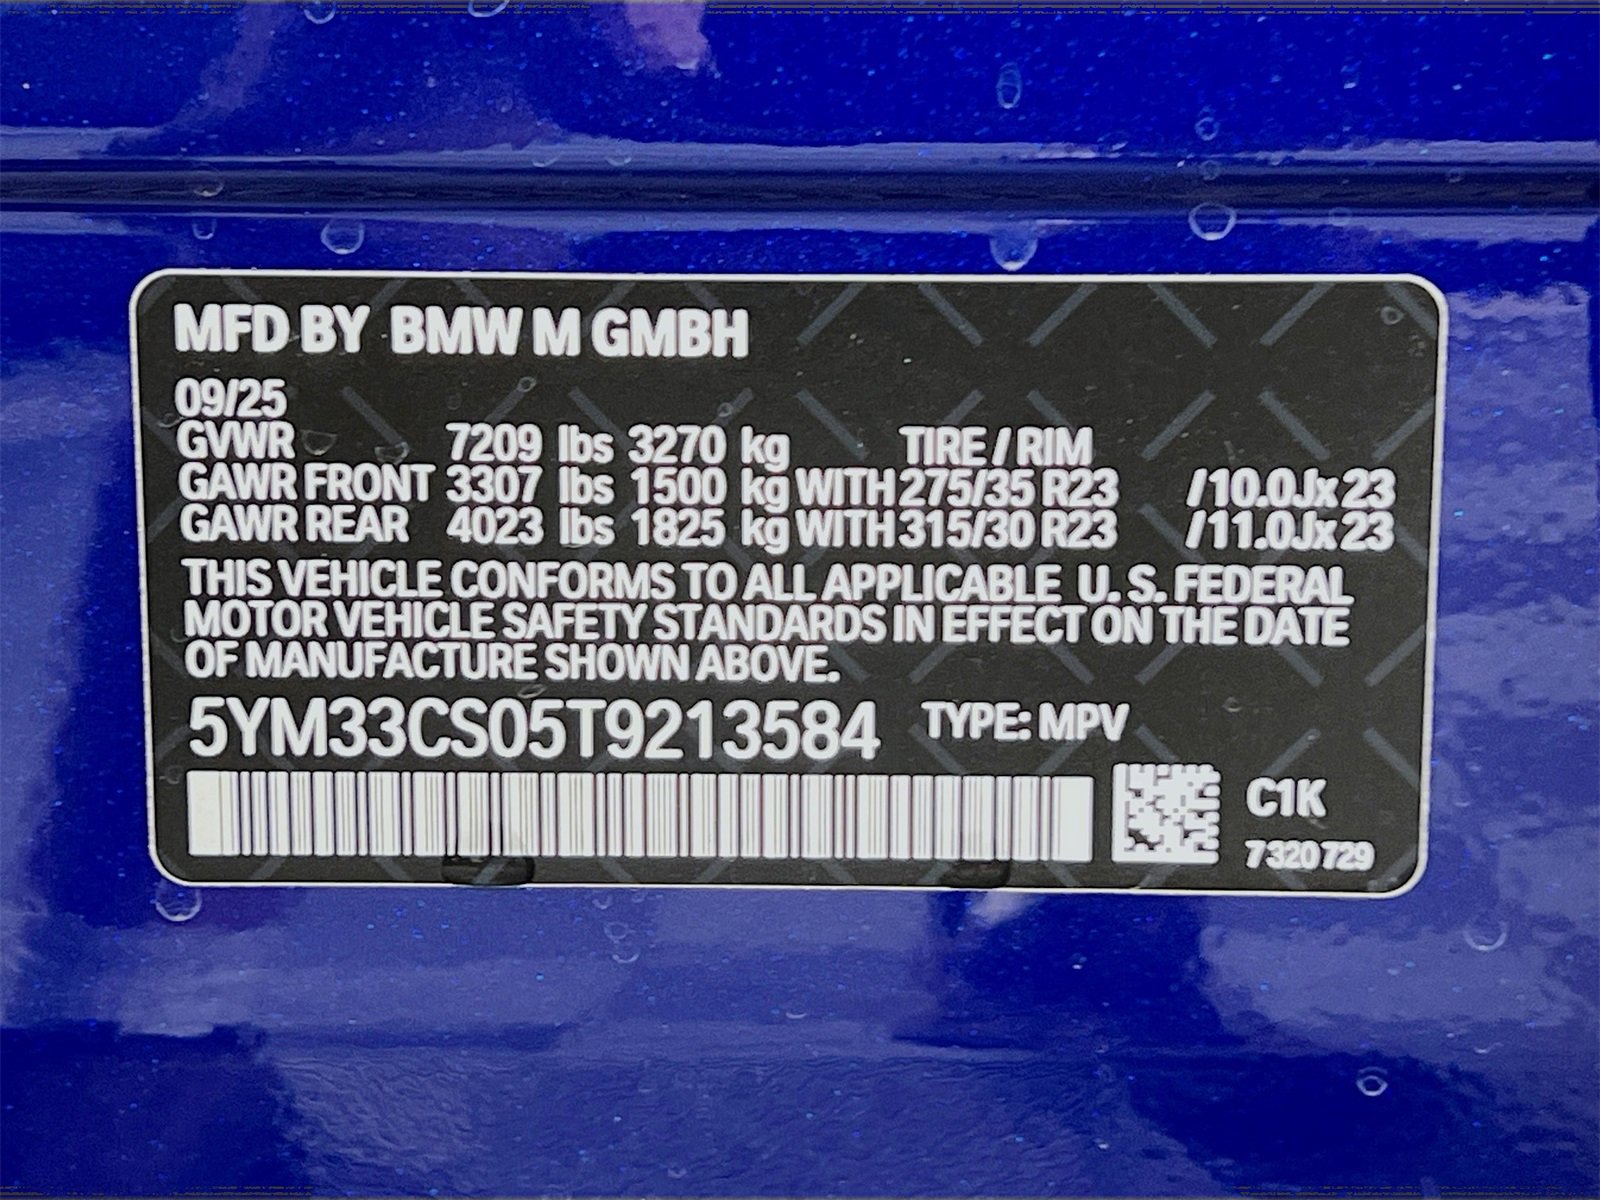 MFD BY BMW M GMBH
09/25
GVWR 7209 lbs 3270 kg TIRE / RIM
GAWR FRONT 3307 lbs 1500 kg WITH 275/35 R23 /10.0Jx23
GAWR REAR 4023 lbs 1825 kg WITH 315/30 R23 /11.0Jx23
THIS VEHICLE CONFORMS TO ALL APPLICABLE U. S. FEDERAL
MOTOR VEHICLE SAFETY STANDARDS IN EFFECT ON THE DATE
OF MANUFACTURE SHOWN ABOVE.
5YM33CS05T9213584 TYPE: MPV
C1K
7320729